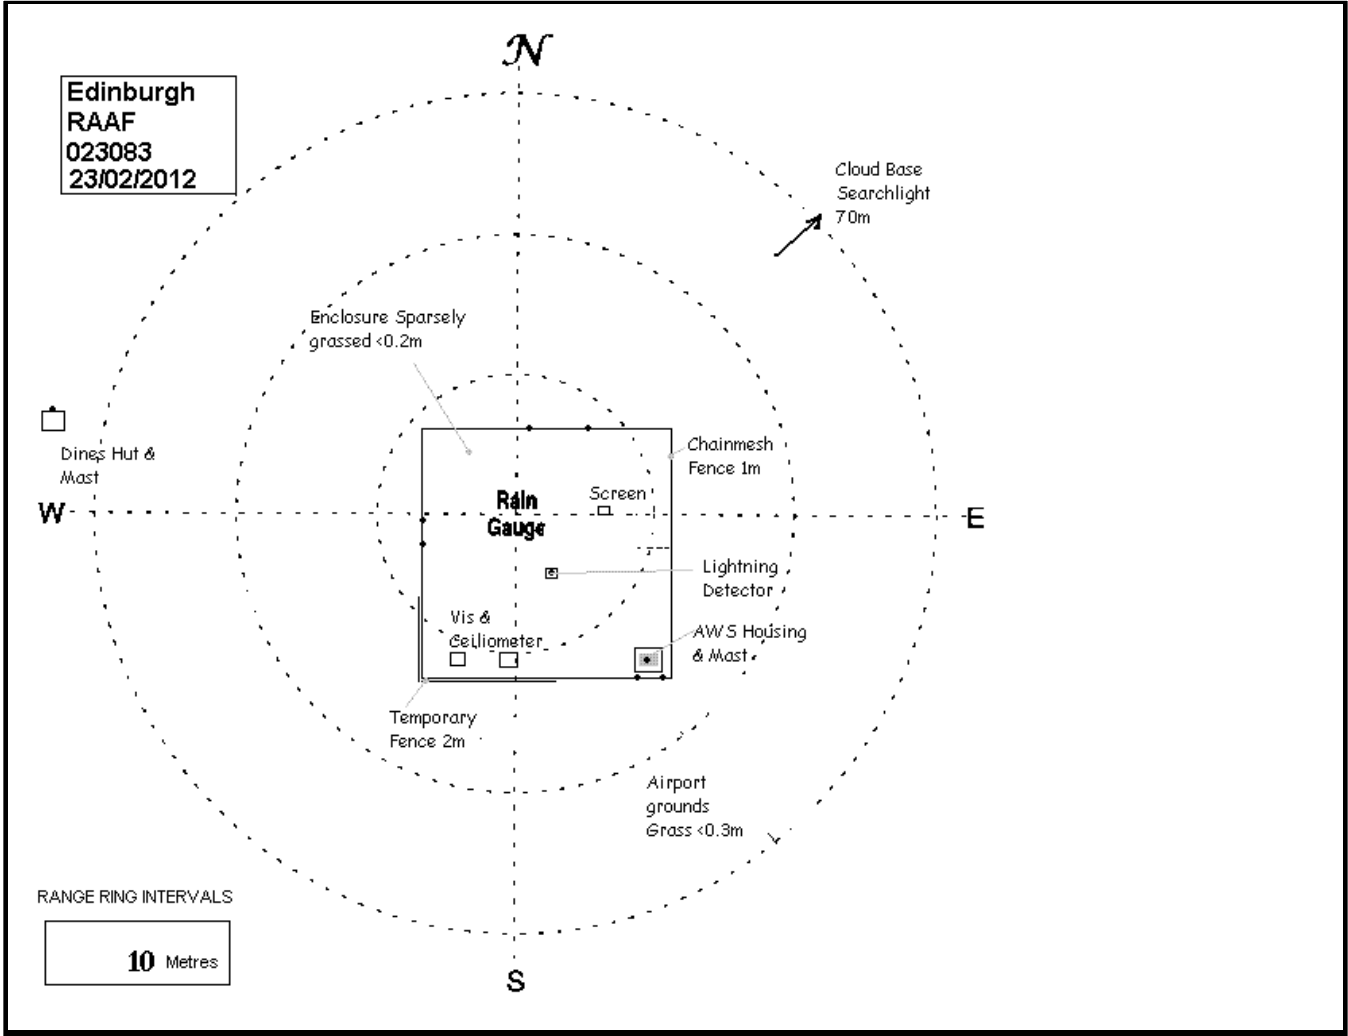 N
Edinburgh
RAAF
023083
23/02/2012
Cloud Base
Searchlight
70m
Enclosure Sparsely
grassed <0.2m
Dines Hut &
Mast
Chainmesh
Fence 1m
W
Rain
Gauge
Screen
E
Lightning
Detector
Vis &
Ceiliometer
AWS Housing
& Mast
Temporary
Fence 2m
Airport
grounds
Grass <0.3m
RANGE RING INTERVALS
10 Metres
S